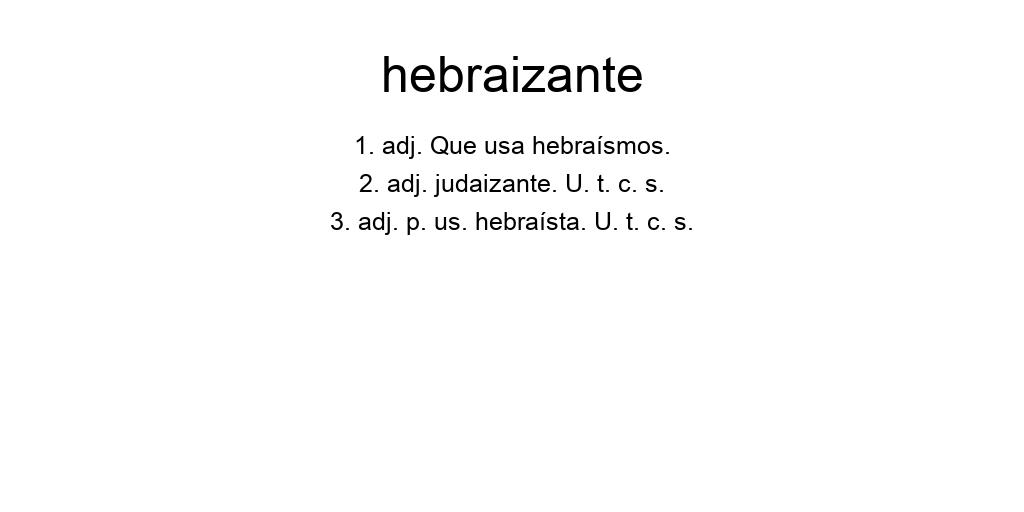 hebraizante
1. adj. Que usa hebraísmos.
2. adj. judaizante. U. t. c. s.
3. adj. p. us. hebraísta. U. t. c. s.